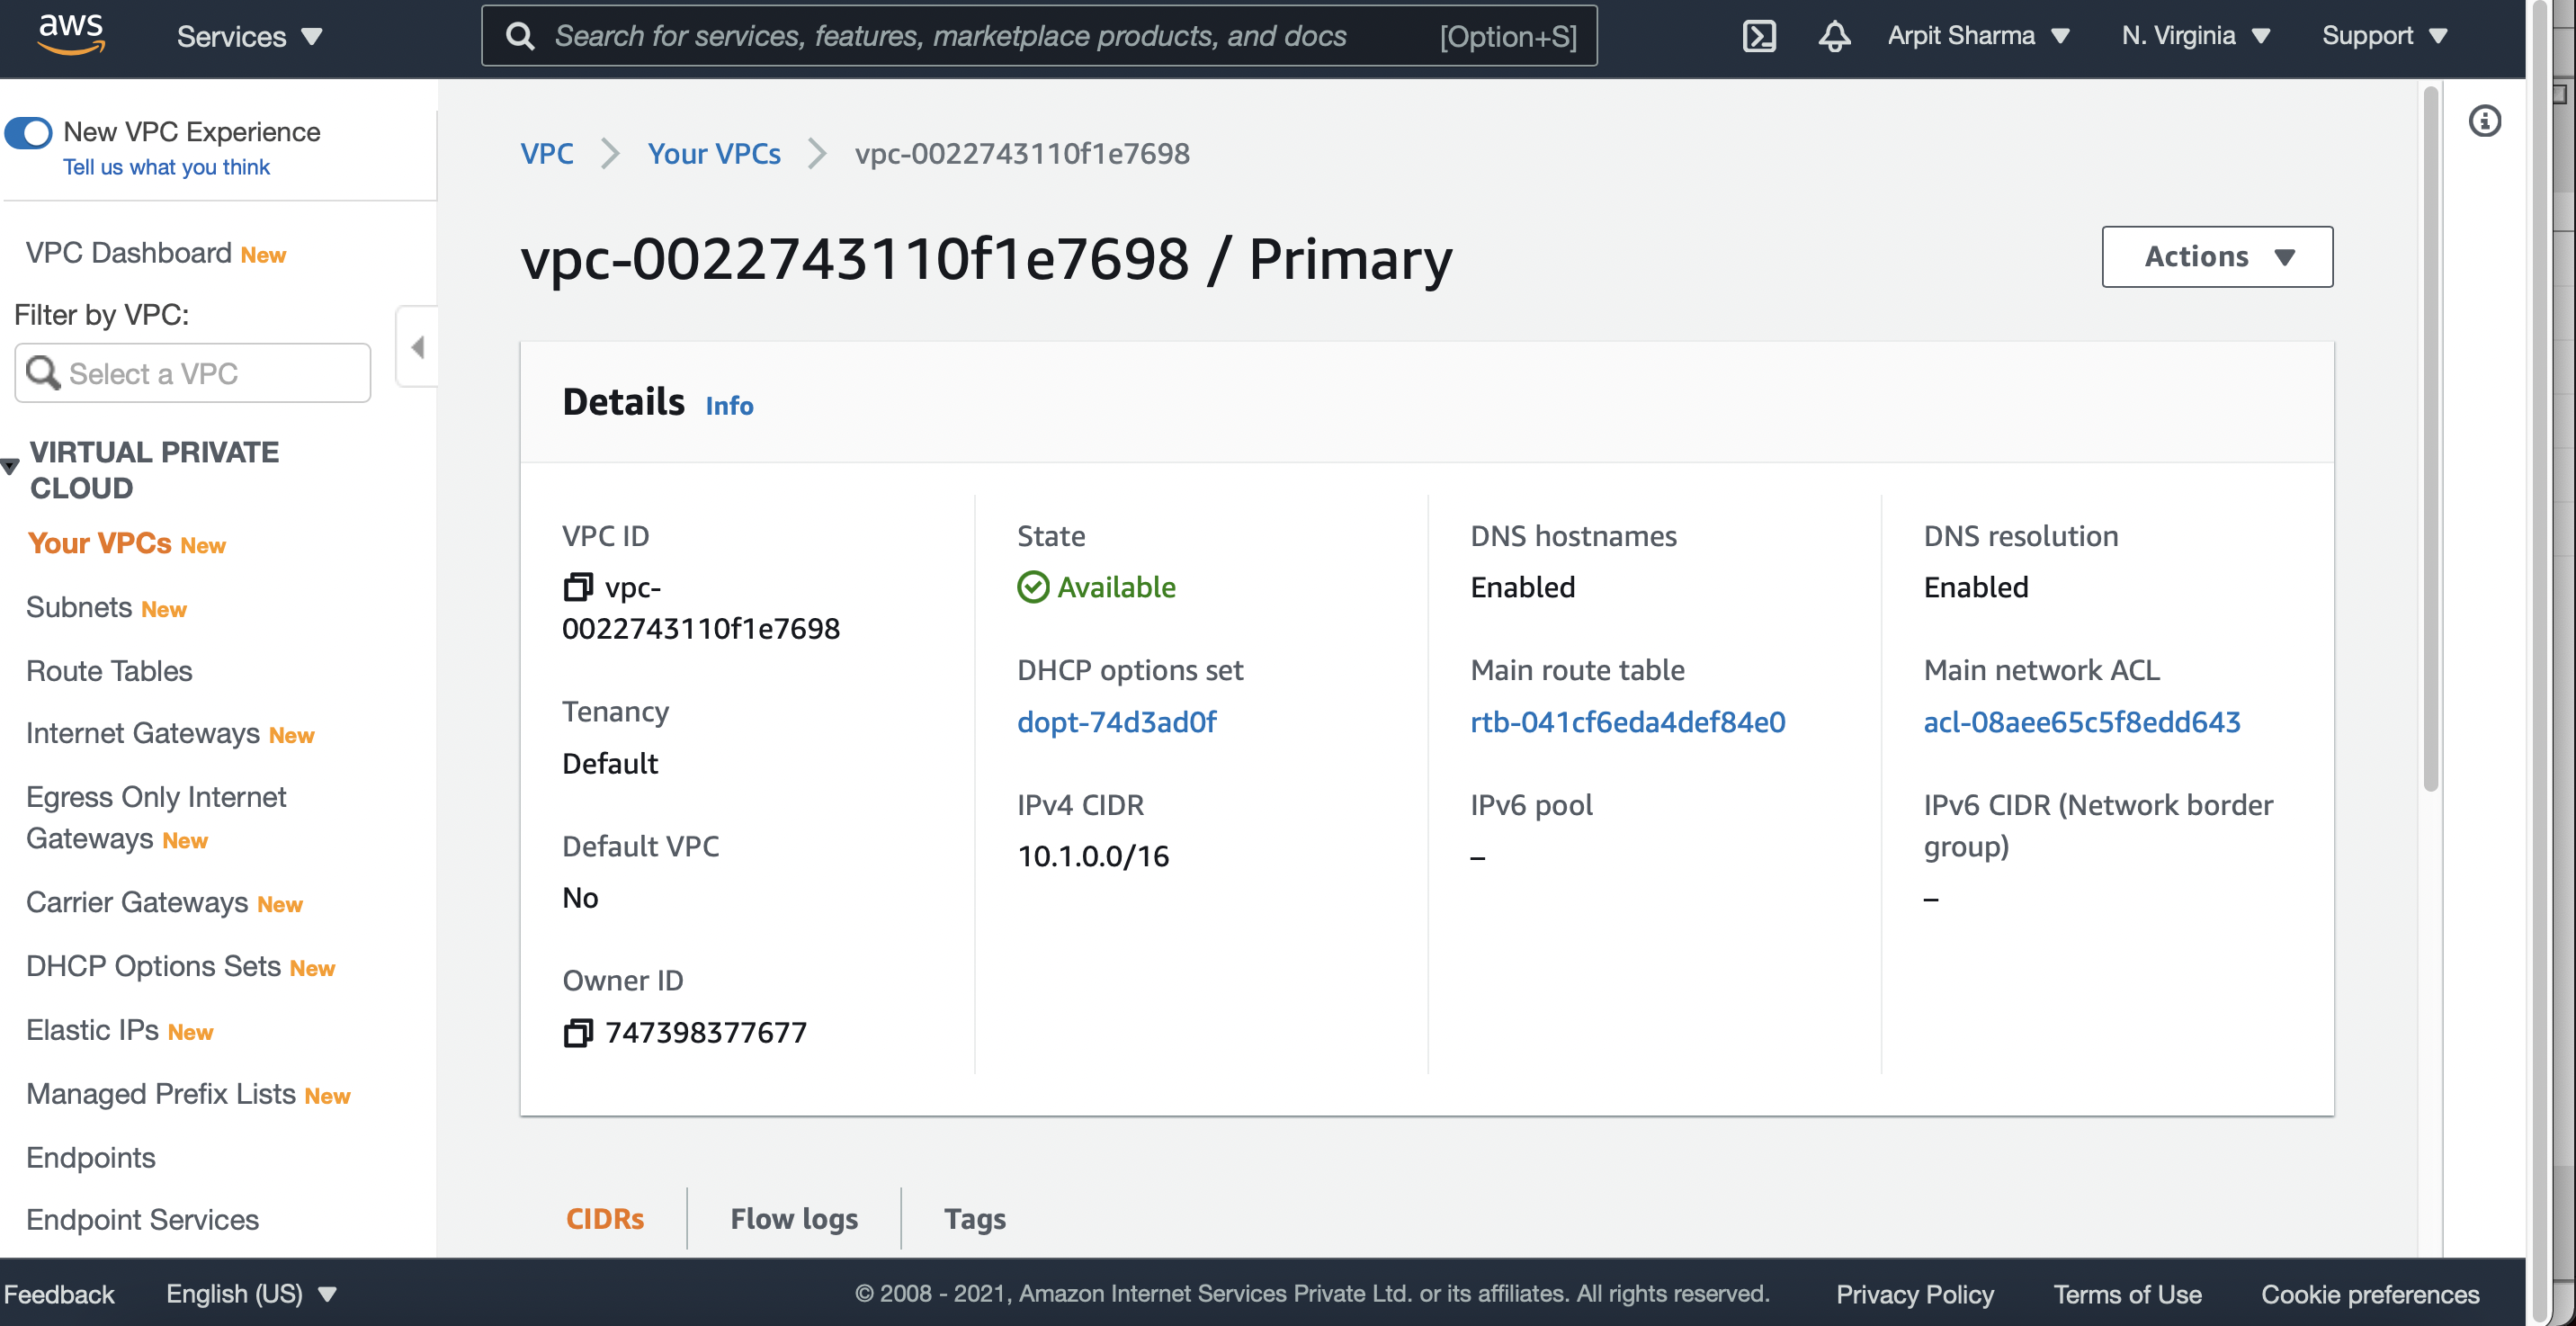 aws
Services
Search for services, features, marketplace products, and docs
[Option+S]
Arpit Sharma
N. Virginia
Support
New VPC Experience
Tell us what you think
VPC Dashboard New
Filter by VPC:
Select a VPC
VIRTUAL PRIVATE
CLOUD
Your VPCs New
Subnets New
Route Tables
Internet Gateways New
Egress Only Internet
Gateways New
Carrier Gateways New
DHCP Options Sets New
Elastic IPs New
Managed Prefix Lists New
Endpoints
Endpoint Services
VPC
Your VPCs
vpc-0022743110f1e7698
vpc-0022743110f1e7698 / Primary
Actions
Details Info
VPC ID
vpc-
0022743110f1e7698
Tenancy
Default
Default VPC
No
Owner ID
747398377677
State
Available
DHCP options set
dopt-74d3ad0f
IPv4 CIDR
10.1.0.0/16
DNS hostnames
Enabled
Main route table
rtb-041cf6eda4def84e0
IPv6 pool
–
DNS resolution
Enabled
Main network ACL
acl-08aee65c5f8edd643
IPv6 CIDR (Network border
group)
–
CIDRs
Flow logs
Tags
Feedback
English (US)
© 2008 - 2021, Amazon Internet Services Private Ltd. or its affiliates. All rights reserved.
Privacy Policy
Terms of Use
Cookie preferences